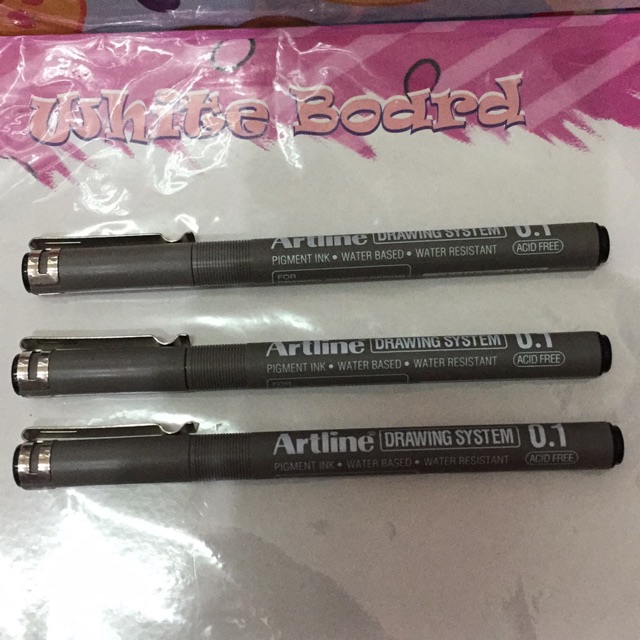 White Board
Artline DRAWING SYSTEM 0.1
PIGMENT INK • WATER BASED • WATER RESISTANT ACID FREE
FOR
Artline DRAWING SYSTEM 0.1
PIGMENT INK • WATER BASED • WATER RESISTANT ACID FREE
FOR
Artline® DRAWING SYSTEM 0.1
PIGMENT INK • WATER BASED • WATER RESISTANT ACID FREE